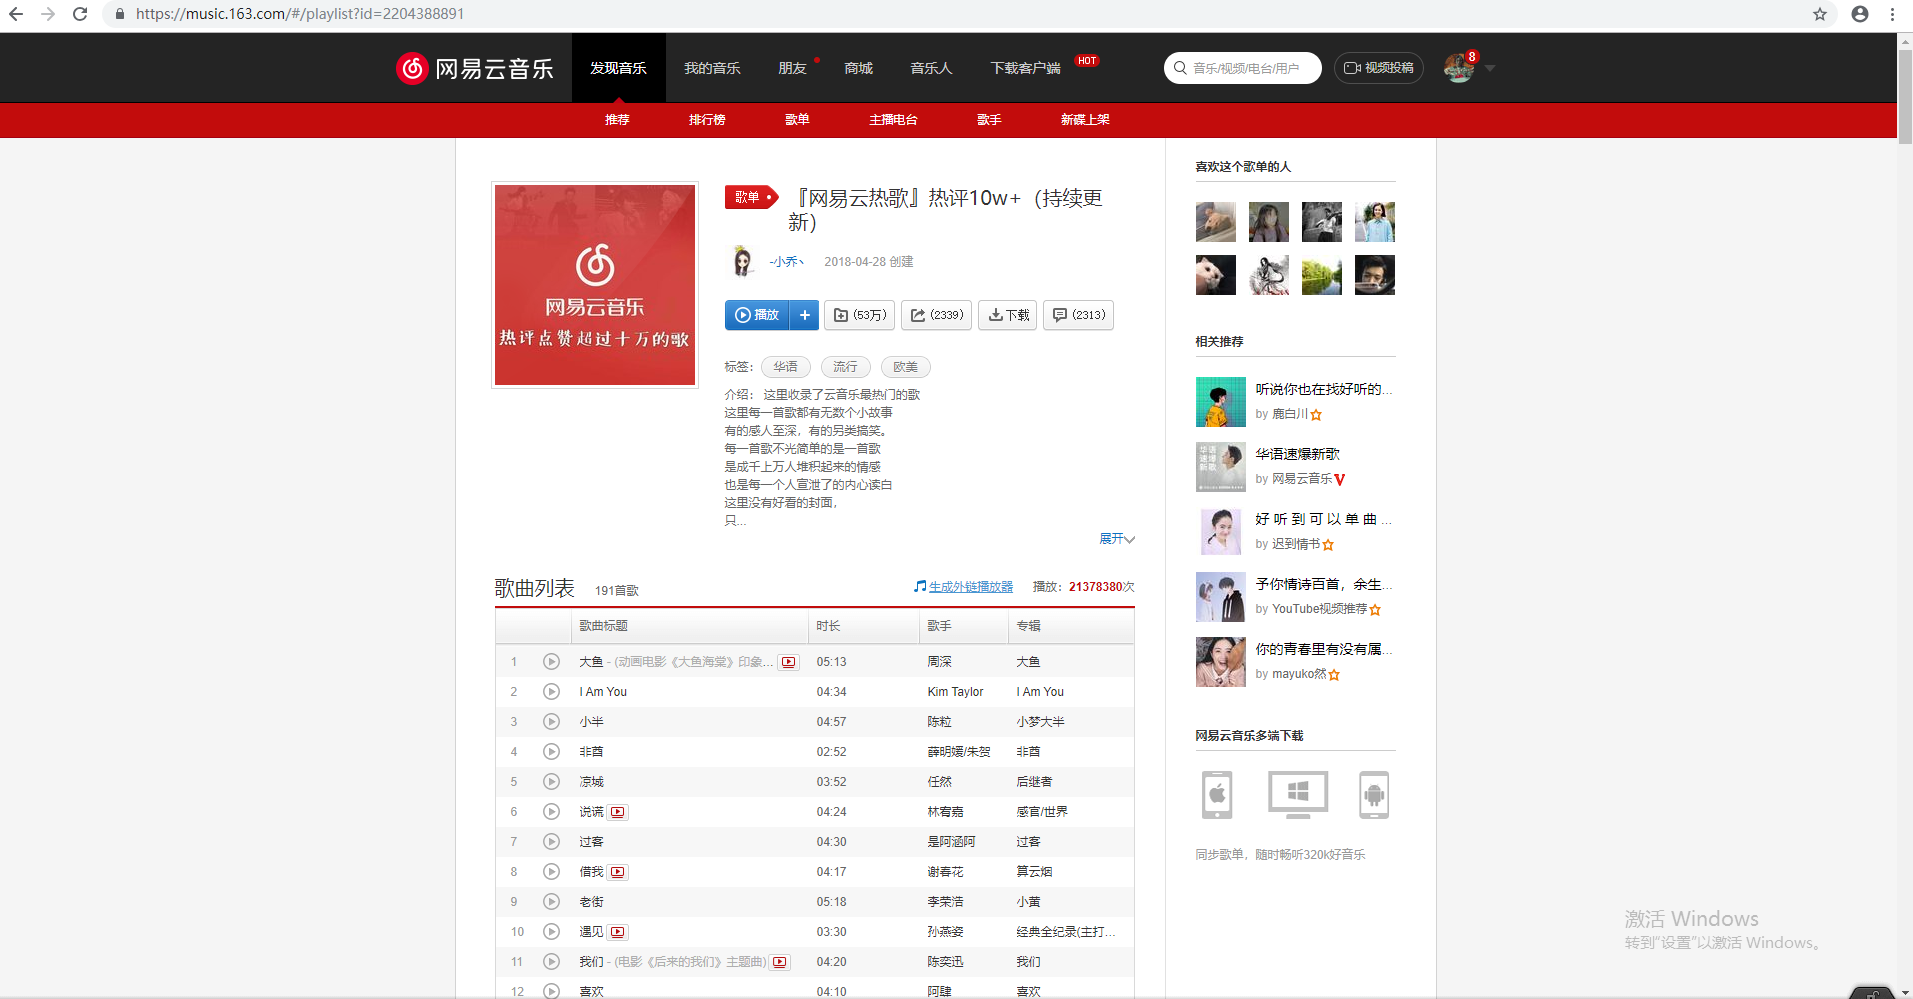 https://music.163.com/#/playlist?id=2204388891
网易云音乐
发现音乐
我的音乐
朋友
商城
音乐人
下载客户端
HOT
音乐/视频/电台/用户
视频投稿
8
推荐
排行榜
歌单
主播电台
歌手
新碟上架
网易云音乐
热评点赞超过十万的歌
歌单
『网易云热歌』热评10w+（持续更
新）
-小乔丶
2018-04-28 创建
播放
+
(53万)
(2339)
下载
(2313)
标签：
华语
流行
欧美
介绍： 这里收录了云音乐最热门的歌
这里每一首歌都有无数个小故事
有的感人至深，有的另类搞笑。
每一首歌不光简单的是一首歌
是成千上万人堆积起来的情感
也是每一个人宣泄了的内心读白
这里没有好看的封面，
只...
展开
歌曲列表
191首歌
生成外链播放器
播放：21378380次
歌曲标题 时长 歌手 专辑
1 大鱼 - (动画电影《大鱼海棠》印象... 05:13 周深 大鱼
2 I Am You 04:34 Kim Taylor I Am You
3 小半 04:57 陈粒 小梦大半
4 非酋 02:52 薛明媛/朱贺 非酋
5 凉城 03:52 任然 后继者
6 说谎 04:24 林宥嘉 感官/世界
7 过客 04:30 是阿涵阿 过客
8 借我 04:17 谢春花 算云烟
9 老街 05:18 李荣浩 小黄
10 遇见 03:30 孙燕姿 经典全纪录(主打...
11 我们 - (电影《后来的我们》主题曲) 04:20 陈奕迅 我们
12 喜欢 04:10 阿肆 喜欢
喜欢这个歌单的人
相关推荐
听说你也在找好听的...
by 鹿白川
华语速爆新歌
by 网易云音乐
好 听 到 可 以 单 曲 ...
by 迟到情书
予你情诗百首，余生...
by YouTube视频推荐
你的青春里有没有属...
by mayuko然
网易云音乐多端下载
同步歌单，随时畅听320k好音乐
激活 Windows
转到“设置”以激活 Windows。